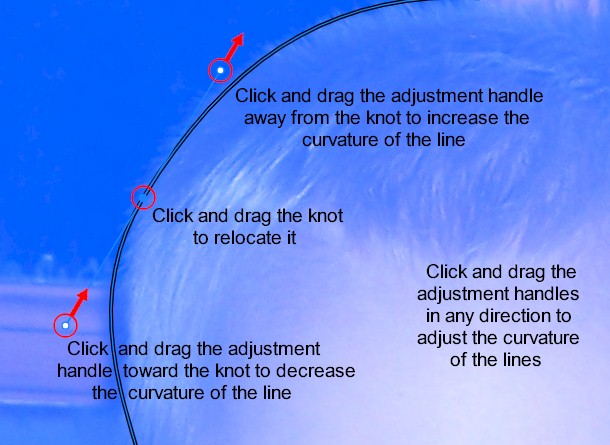 Click and drag the adjustment handle
away from the knot to increase the
curvature of the line
Click and drag the knot
to relocate it
Click and drag the
adjustment handles
in any direction to
adjust the curvature
of the lines
Click and drag the adjustment
handle toward the knot to decrease
the curvature of the line